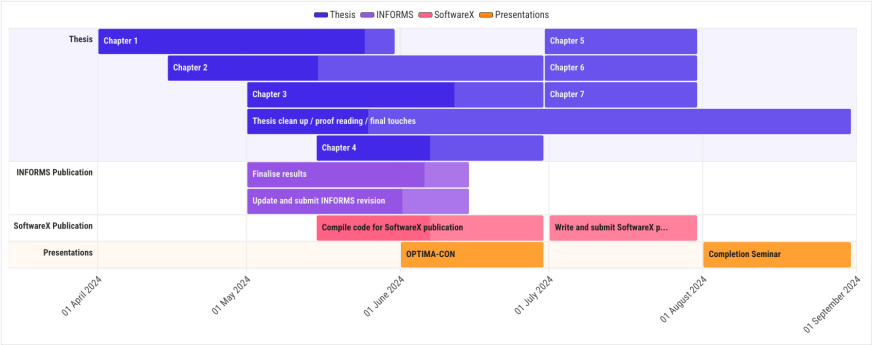 Thesis INFORMS SoftwareX Presentations
Thesis
Chapter 1
Chapter 5
Chapter 2
Chapter 6
Chapter 3
Chapter 7
Thesis clean up / proof reading / final touches
Chapter 4
INFORMS Publication
Finalise results
Update and submit INFORMS revision
SoftwareX Publication
Compile code for SoftwareX publication
Write and submit SoftwareX p...
Presentations
OPTIMA-CON
Completion Seminar
01 April 2024
01 May 2024
01 June 2024
01 July 2024
01 August 2024
01 September 2024